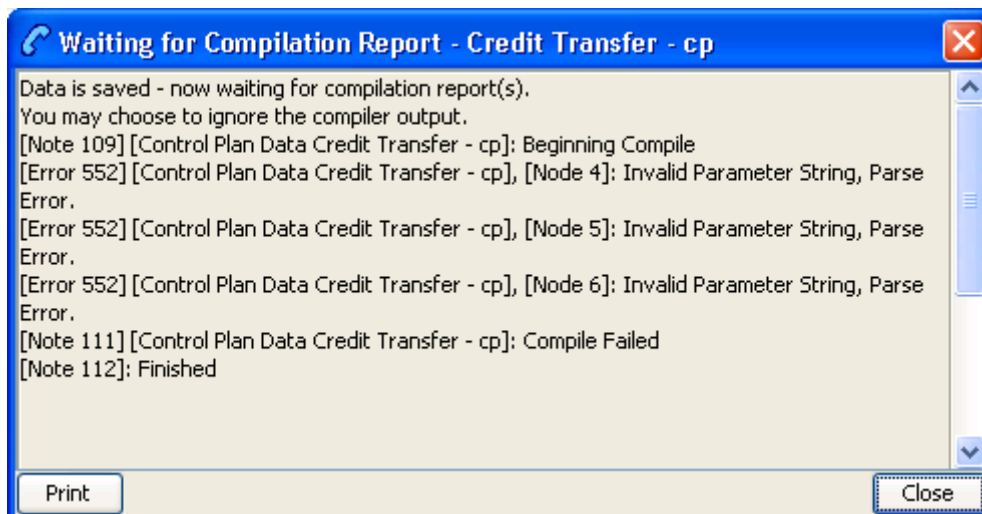 Waiting for Compilation Report - Credit Transfer - cp
Data is saved - now waiting for compilation report(s).
You may choose to ignore the compiler output.
[Note 109] [Control Plan Data Credit Transfer - cp]: Beginning Compile
[Error 552] [Control Plan Data Credit Transfer - cp], [Node 4]: Invalid Parameter String, Parse
Error.
[Error 552] [Control Plan Data Credit Transfer - cp], [Node 5]: Invalid Parameter String, Parse
Error.
[Error 552] [Control Plan Data Credit Transfer - cp], [Node 6]: Invalid Parameter String, Parse
Error.
[Note 111] [Control Plan Data Credit Transfer - cp]: Compile Failed
[Note 112]: Finished
Print
Close